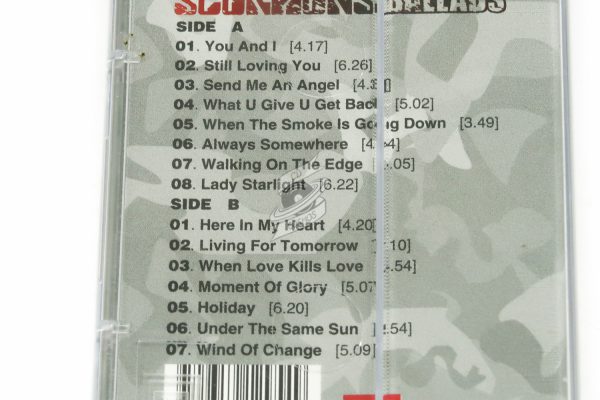 SCORPIONS BALLADS
SIDE A
01. You And I [4.17]
02. Still Loving You [6.26]
03. Send Me An Angel
04. What U Give U Get Back [5.02]
05. When The Smoke Is Going Down [3.49]
06. Always Somewhere
07. Walking On The Edge
08. Lady Starlight [6.22]
SIDE B
01. Here In My Heart [4.20]
02. Living For Tomorrow
03. When Love Kills Love
04. Moment Of Glory [5.07]
05. Holiday [6.20]
06. Under The Same Sun
07. Wind Of Change [5.09]